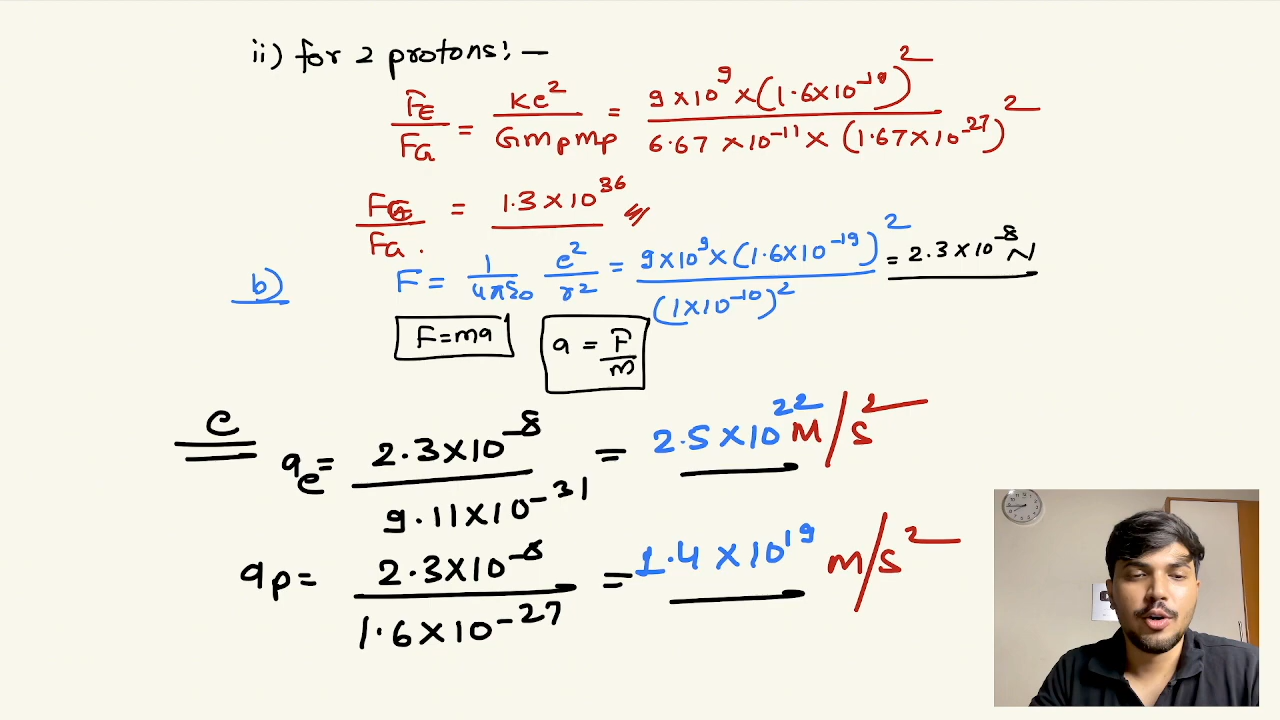 ii) for 2 protons:—
FE/FG = Ke²/Gmpmp = 9×10⁹×(1.6×10⁻¹⁹)²/6.67×10⁻¹¹×(1.67×10⁻²⁷)²
FE/FG. = 1.3×10³⁶
b) F = 1/4πε₀ e²/r² = 9×10⁹×(1.6×10⁻¹⁹)²/(1×10⁻¹⁰)² = 2.3×10⁻⁸ N
F=ma a = F/m
e
ae = 2.3×10⁻⁸/9.11×10⁻³¹ = 2.5×10²² M/s²
ap = 2.3×10⁻⁸/1.6×10⁻²⁷ = 1.4×10¹⁹ m/s²